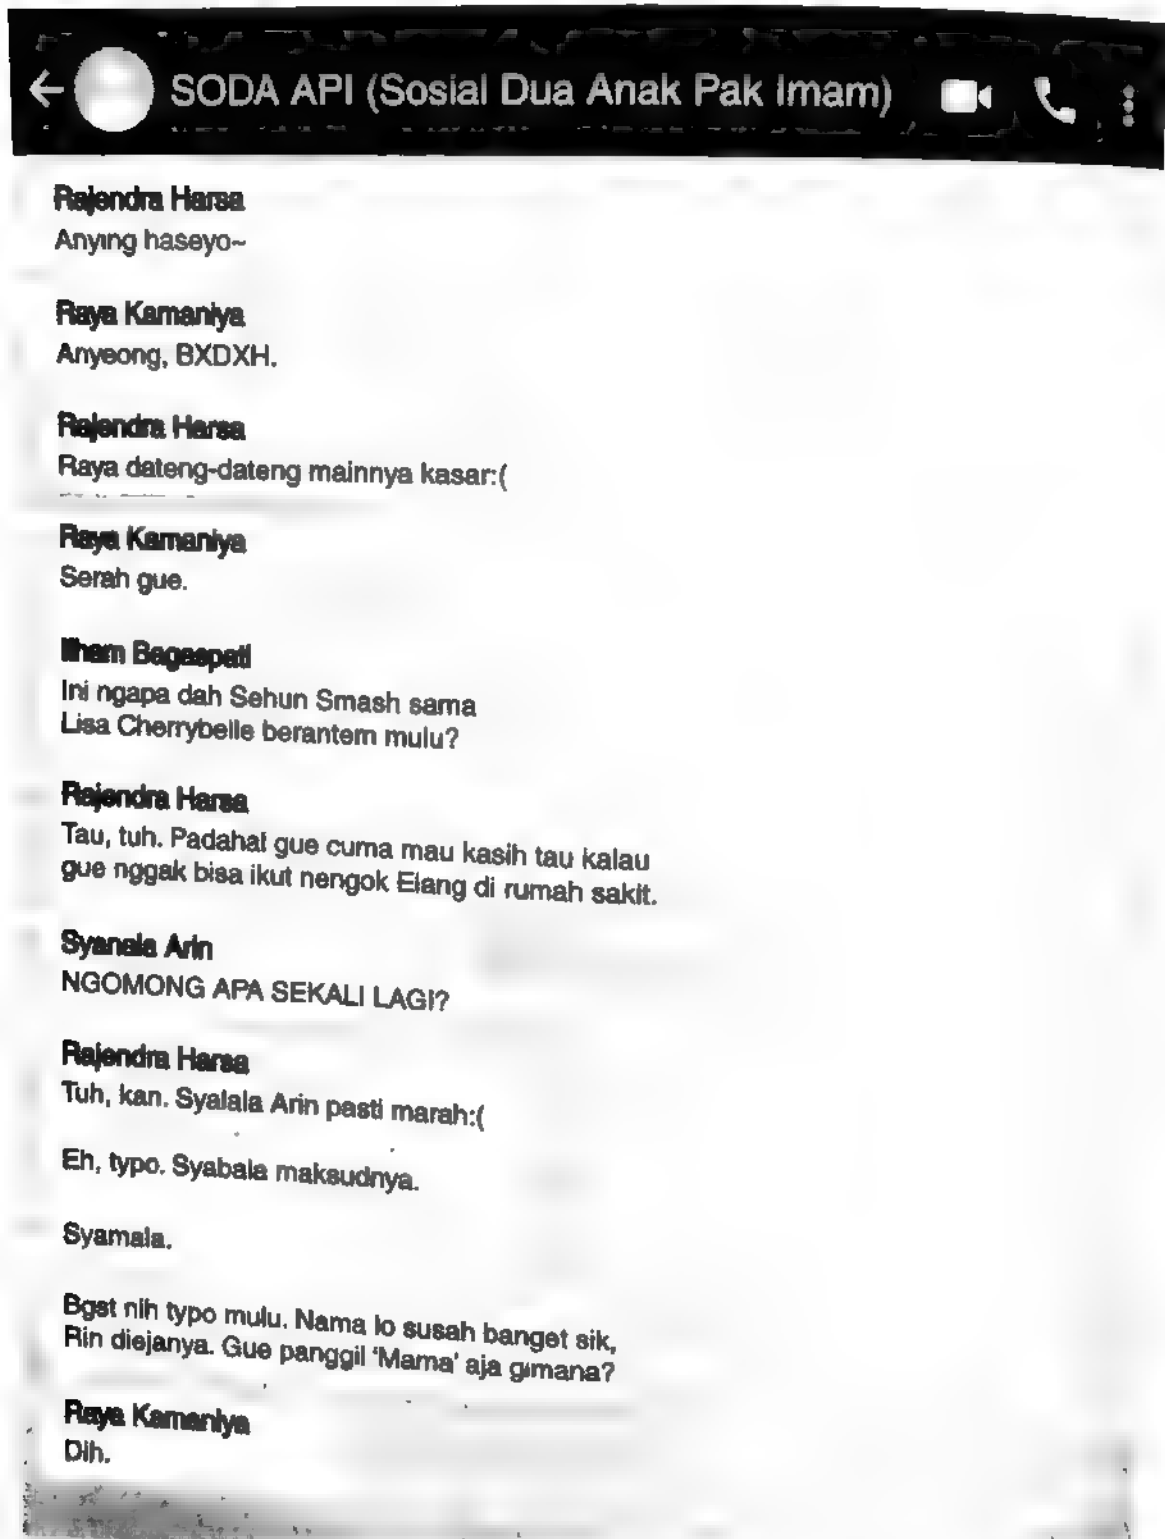 SODA API (Sosial Dua Anak Pak Imam)
Rajendra Harsa
Anying haseyo~
Raya Kamaniya
Anyeong, BXDXH.
Rajendra Harsa
Raya dateng-dateng mainnya kasar:(
Raya Kamaniya
Serah gue.
Ilham Bagaspati
Ini ngapa dah Sehun Smash sama
Lisa Cherrybelle berantem mulu?
Rajendra Harsa
Tau, tuh. Padahal gue cuma mau kasih tau kalau
gue nggak bisa ikut nengok Elang di rumah sakit.
Syanala Arin
NGOMONG APA SEKALI LAGI?
Rajendra Harsa
Tuh, kan. Syalala Arin pasti marah:(
Eh, typo. Syabala maksudnya.
Syamala.
Bgst nih typo mulu. Nama lo susah banget sik,
Rin diejanya. Gue panggil ‘Mama’ aja gimana?
Raya Kamaniya
Dih.